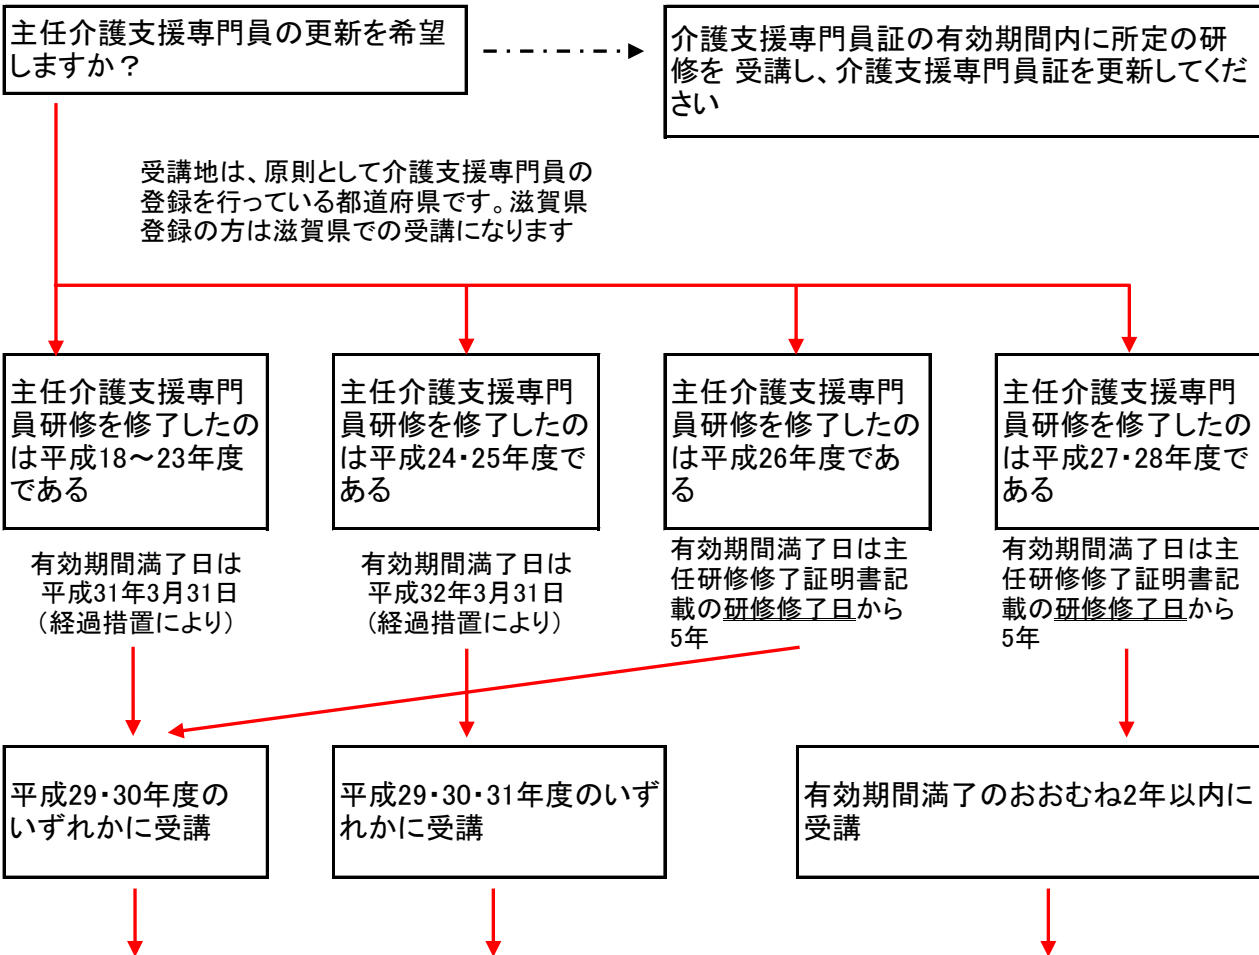 主任介護支援専門員の更新を希望
しますか？
介護支援専門員証の有効期間内に所定の研
修を 受講し、介護支援専門員証を更新してくだ
さい
受講地は、原則として介護支援専門員の
登録を行っている都道府県です。滋賀県
登録の方は滋賀県での受講になります
主任介護支援専門
員研修を修了したの
は平成18～23年度
である
主任介護支援専門
員研修を修了したの
は平成24・25年度で
ある
主任介護支援専門
員研修を修了したの
は平成26年度であ
る
主任介護支援専門
員研修を修了したの
は平成27・28年度で
ある
有効期間満了日は
平成31年3月31日
（経過措置により）
有効期間満了日は
平成32年3月31日
（経過措置により）
有効期間満了日は主
任研修修了証明書記
載の研修修了日から
5年
有効期間満了日は主
任研修修了証明書記
載の研修修了日から
5年
平成29・30年度の
いずれかに受講
平成29・30・31年度のいず
れかに受講
有効期間満了のおおむね2年以内に
受講